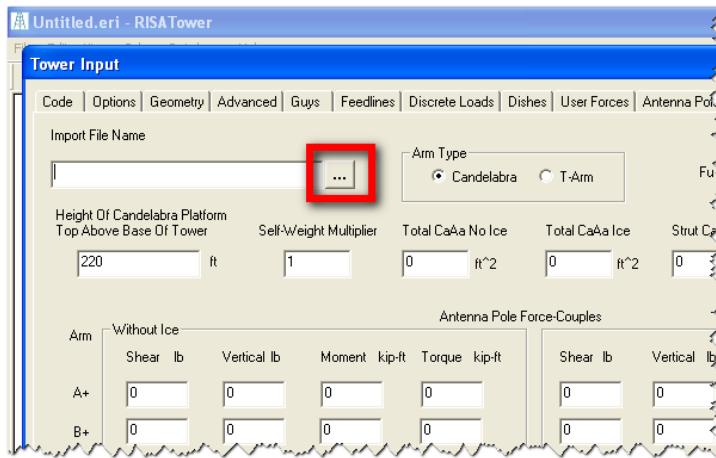 Untitled.eri - RISATower
Tower Input
Code Options Geometry Advanced Guys Feedlines Discrete Loads Dishes User Forces Antenna
Import File Name
...
Arm Type
Candelabra T-Arm
Height Of Candelabra Platform
Top Above Base Of Tower Self-Weight Multiplier Total CaAa No Ice Total CaAa Ice Strut
220 ft 1 0 ft^2 0 ft^2 0
Antenna Pole Force-Couples
Arm Without Ice
Shear lb Vertical lb Moment kip-ft Torque kip-ft Shear lb Vertical lb
A+ 0 0 0 0 0 0
B+ 0 0 0 0 0 0